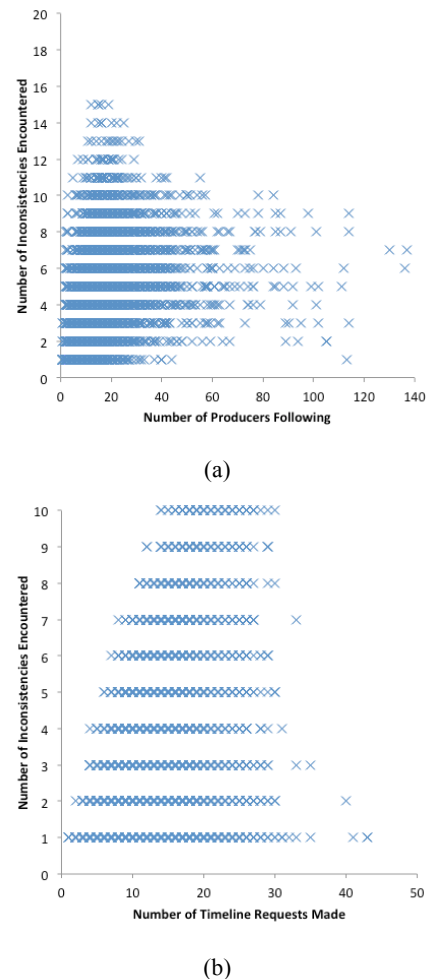 20
18
16
14
12
10
8
6
4
2
0
Number of Inconsistencies Encountered
0 20 40 60 80 100 120 140
Number of Producers Following
(a)
10
9
8
7
6
5
4
3
2
1
0
Number of Inconsistencies Encountered
0 10 20 30 40 50
Number of Timeline Requests Made
(b)